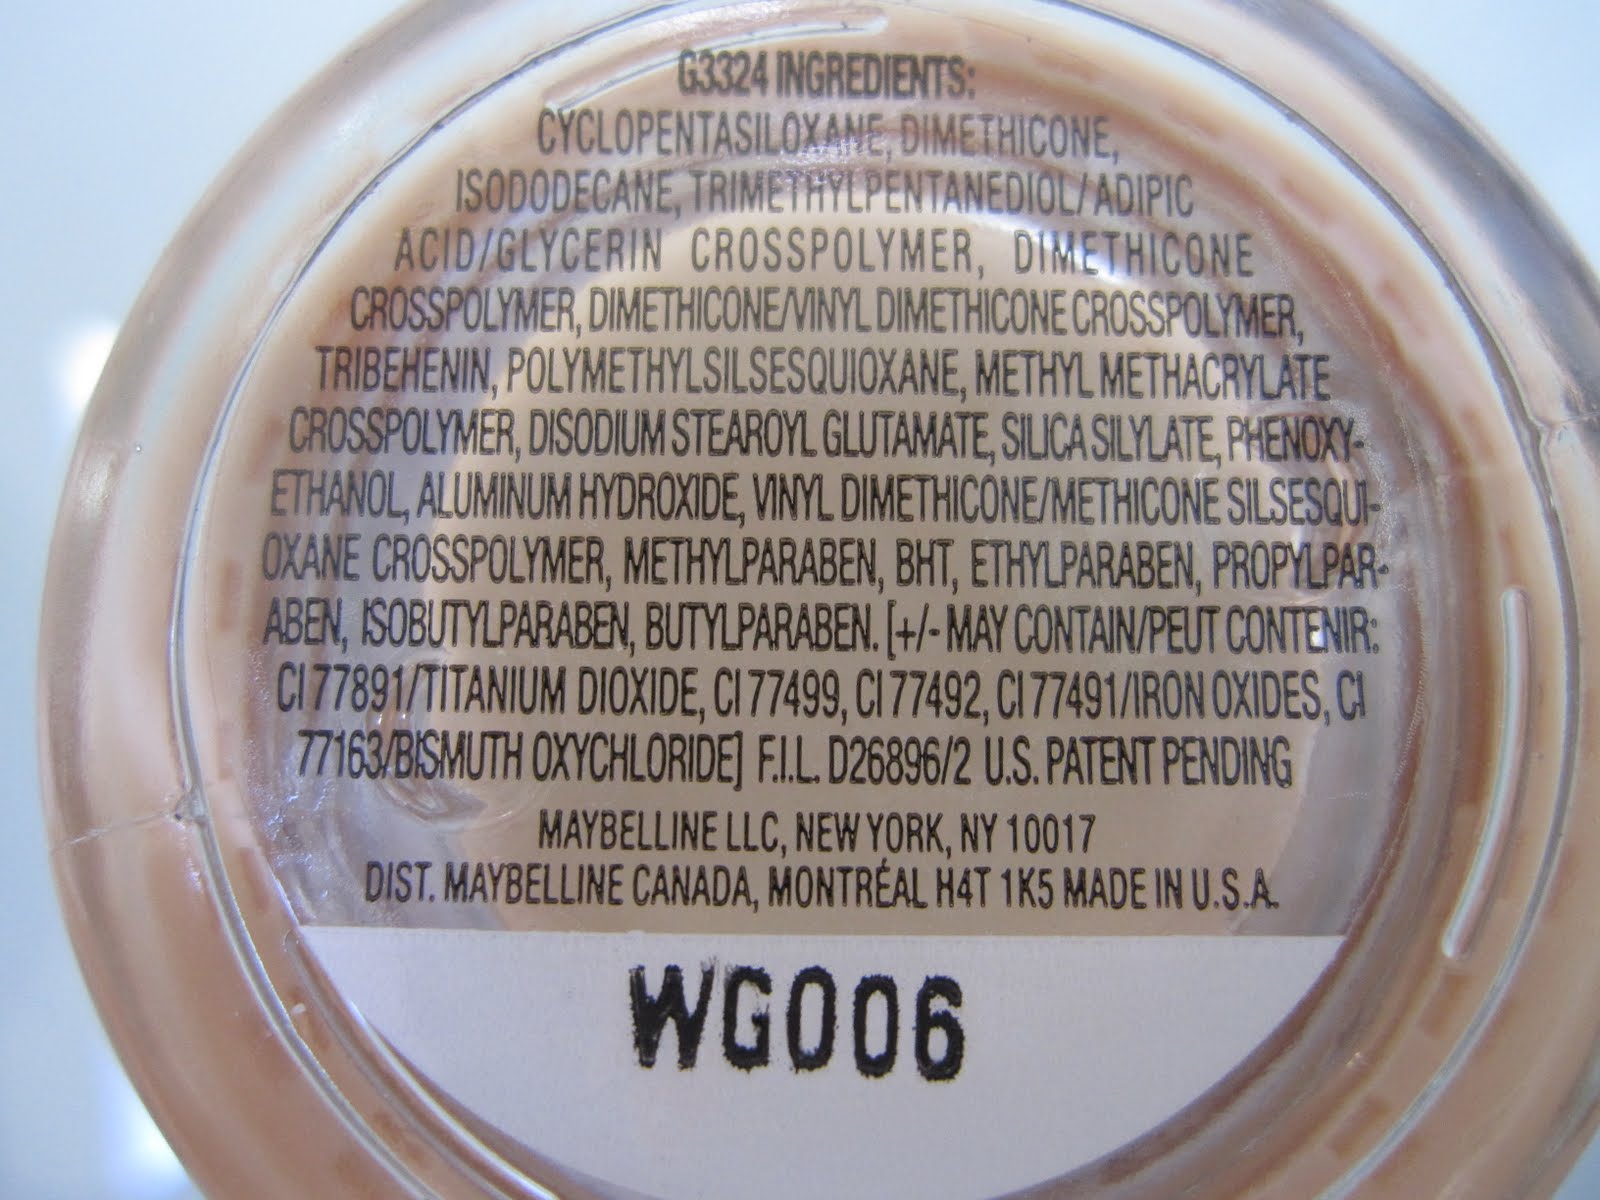 G3324 INGREDIENTS:
CYCLOPENTASILOXANE, DIMETHICONE,
ISODODECANE, TRIMETHYLPENTANEDIOL/ADIPIC
ACID/GLYCERIN CROSSPOLYMER, DIMETHICONE
CROSSPOLYMER, DIMETHICONE/VINYL DIMETHICONE CROSSPOLYMER,
TRIBEHENIN, POLYMETHYLSILSESQUIOXANE, METHYL METHACRYLATE
CROSSPOLYMER, DISODIUM STEAROYL GLUTAMATE, SILICA SILYLATE, PHENOXY-
ETHANOL, ALUMINUM HYDROXIDE, VINYL DIMETHICONE/METHICONE SILSESQUI-
OXANE CROSSPOLYMER, METHYLPARABEN, BHT, ETHYLPARABEN, PROPYLPAR-
ABEN, ISOBUTYLPARABEN, BUTYLPARABEN. [+/- MAY CONTAIN/PEUT CONTENIR:
CI 77891/TITANIUM DIOXIDE, CI 77499, CI 77492, CI 77491/IRON OXIDES, CI
77163/BISMUTH OXYCHLORIDE] F.I.L. D26896/2 U.S. PATENT PENDING
MAYBELLINE LLC, NEW YORK, NY 10017
DIST. MAYBELLINE CANADA, MONTRÉAL H4T 1K5 MADE IN U.S.A.
WG006